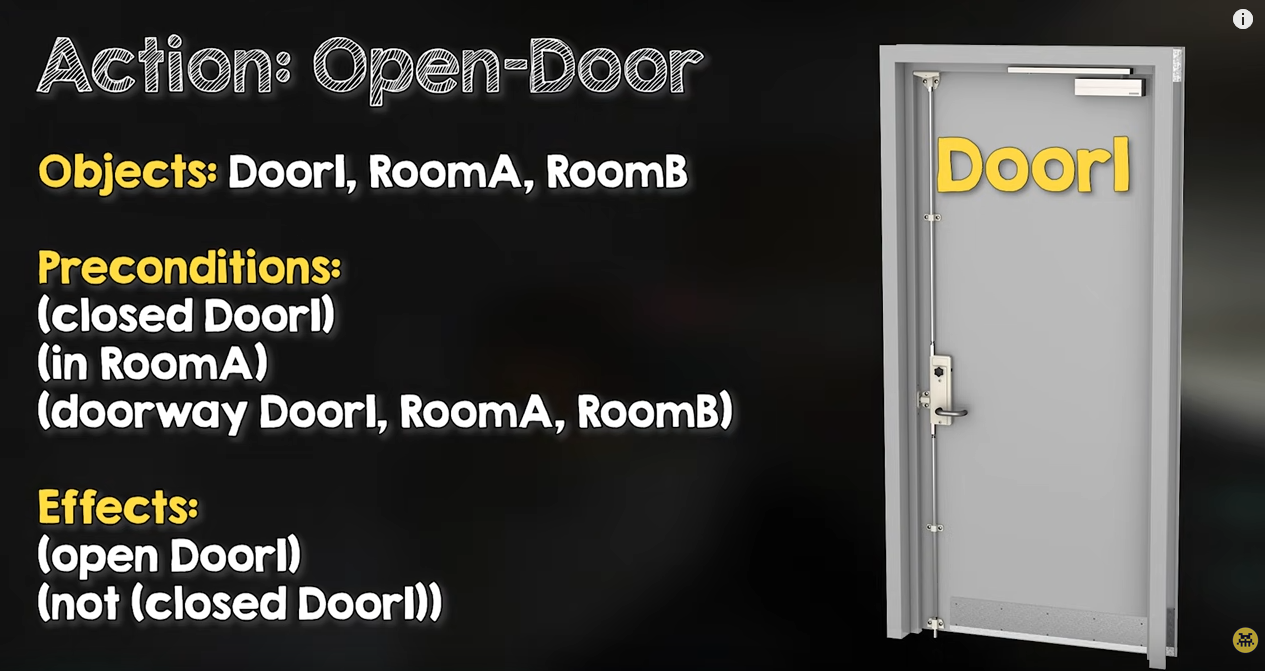 Action: Open-Door
Objects: Door1, RoomA, RoomB
Door1
Preconditions:
(closed Door1)
(in RoomA)
(doorway Door1, RoomA, RoomB)
Effects:
(open Door1)
(not (closed Door1))
i